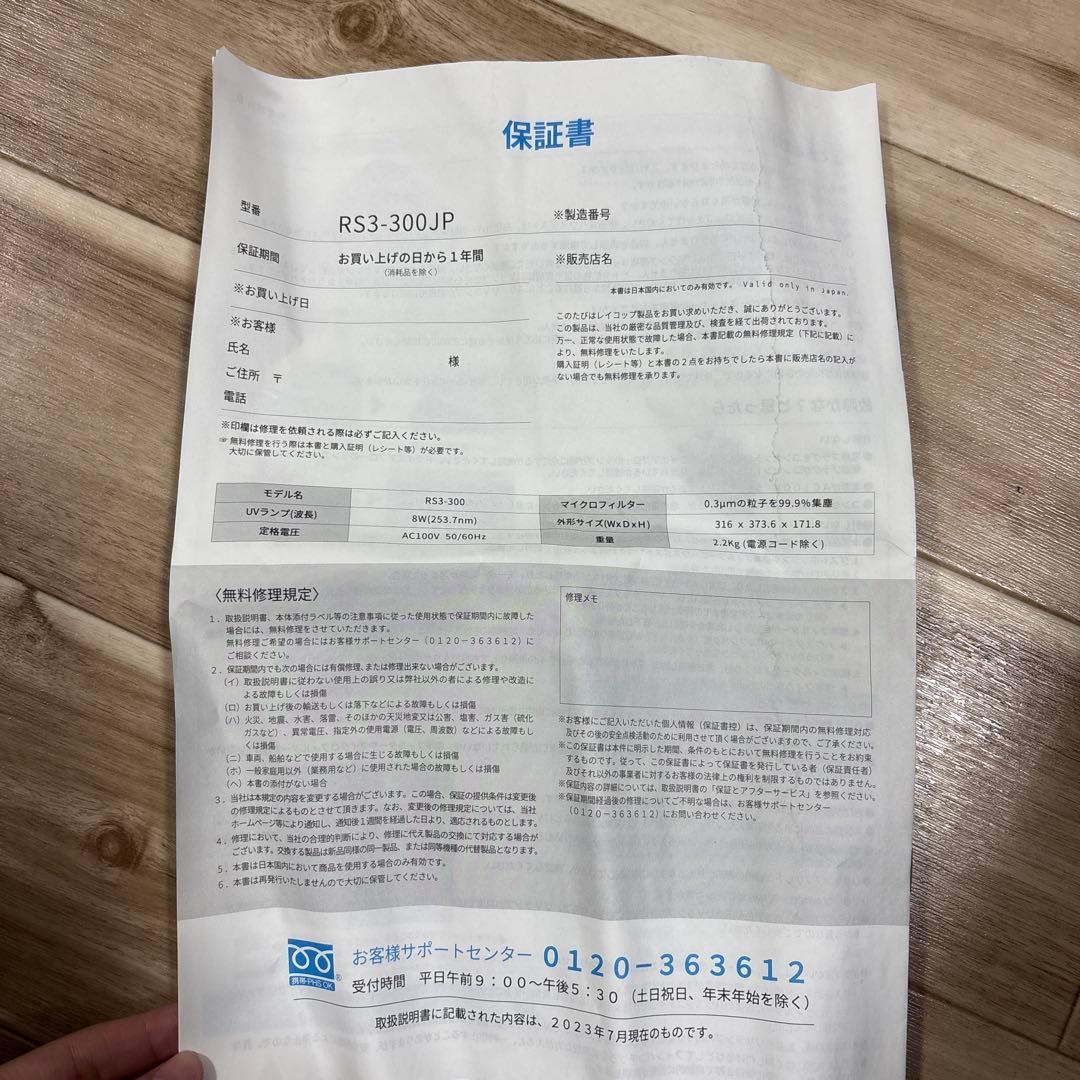 保証書
型番 RS3-300JP
保証期間 お買い上げの日から1年間
（消耗品を除く）
※お買い上げ日
※お客様
氏名 様
ご住所 〒
電話
※印欄は修理を依頼される際は必ずご記入ください。
☞ 無料修理を行う際は本書と購入証明（レシート等）が必要です。
大切に保管してください。
※製造番号
※販売店名
本書は日本国内においてのみ有効です。 Valid only in Japan.
このたびはレイコップ製品をお買い求めいただき、誠にありがとうございます。
この製品は、当社の厳密な品質管理及び、検査を経て出荷されております。
万一、正常な使用状態で故障した場合、本書記載の無料修理規定（下記に記載）に
より、無料修理をいたします。
購入証明（レシート等）と本書の2点をお持ちでしたら本書に販売店名の記入が
ない場合でも無料修理を承ります。
モデル名 RS3-300 マイクロフィルター 0.3μmの粒子を99.9%集塵
UVランプ(波長) 8W(253.7nm) 外形サイズ(WxDxH) 316 x 373.6 x 171.8
定格電圧 AC100V 50/60Hz 重量 2.2Kg (電源コード除く)
〈無料修理規定〉
1．取扱説明書、本体添付ラベル等の注意事項に従った使用状態で保証期間内に故障した
場合には、無料修理をさせていただきます。
無料修理ご希望の場合にはお客様サポートセンター（0120−363612）に
ご相談ください。
2．保証期間内でも次の場合には有償修理、または修理出来ない場合がございます。
（イ）取扱説明書に従わない使用上の誤り又は弊社以外の者による修理や改造に
よる故障もしくは損傷
（ロ）お買い上げ後の輸送もしくは落下などによる故障もしくは損傷
（ハ）火災、地震、水害、落雷、そのほかの天災地変又は公害、塩害、ガス害（硫化
ガスなど）、異常電圧、指定外の使用電源（電圧、周波数）などによる故障もし
くは損傷
（ニ）車両、船舶などで使用する場合に生じる故障もしくは損傷
（ホ）一般家庭用以外（業務用など）に使用された場合の故障もしくは損傷
（ヘ）本書の添付がない場合
3．当社は本規定の内容を変更する場合がございます。この場合、保証の提供条件は変更後
の修理規定によるものとさせて頂きます。なお、変更後の修理規定については、当社
ホームページ等により通知し、通知後1週間を経過した日より、適応されるものとします。
4．修理において、当社の合理的判断により、修理に代え製品の交換にて対応する場合が
ございます。交換する製品は新品同様の同一製品、または同等機種の代替製品となります。
5．本書は日本国内において商品を使用する場合のみ有効です。
6．本書は再発行いたしませんので大切に保管してください。
修理メモ
※お客様にご記入いただいた個人情報（保証書控）は、保証期間内の無料修理対応
及びその後の安全点検活動のために利用させて頂く場合がございますので、ご了承ください。
※この保証書は本件に明示した期間、条件のもとにおいて無料修理を行うことをお約束
するものです。従って、この保証書によって保証書を発行している者（保証責任者）
及びそれ以外の事業者に対するお客様の法律上の権利を制限するものではありません。
※保証内容の詳細については、取扱説明書の「保証とアフターサービス」を参照ください。
※保証期間経過後の修理についてご不明な場合は、お客様サポートセンター
（0120−363612）にお問い合わせください。
携帯・PHS OK
お客様サポートセンター 0120−363612
受付時間 平日午前9：00〜午後5：30（土日祝日、年末年始を除く）
取扱説明書に記載された内容は、2023年7月現在のものです。